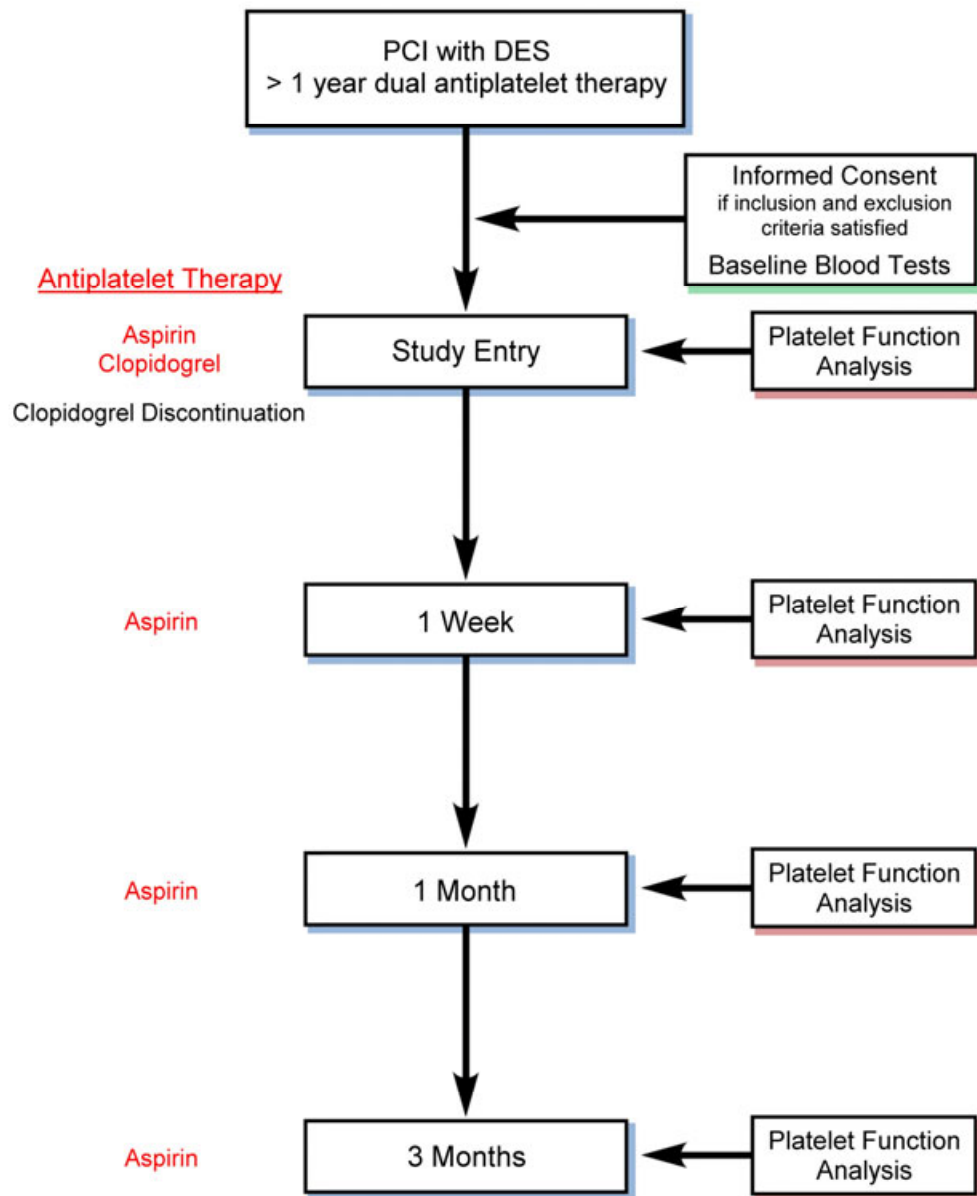 PCI with DES
> 1 year dual antiplatelet therapy
Informed Consent
if inclusion and exclusion
criteria satisfied
Baseline Blood Tests
Antiplatelet Therapy
Aspirin
Clopidogrel
Study Entry
Platelet Function
Analysis
Clopidogrel Discontinuation
Aspirin
1 Week
Platelet Function
Analysis
Aspirin
1 Month
Platelet Function
Analysis
Aspirin
3 Months
Platelet Function
Analysis